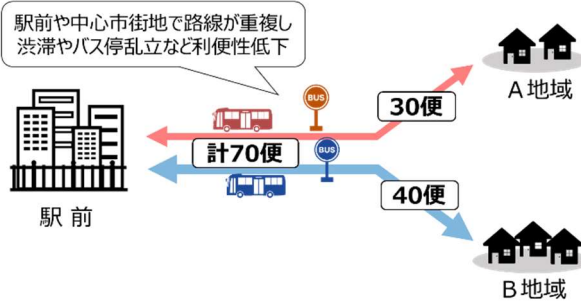 駅前や中心市街地で路線が重複し
渋滞やバス停乱立など利便性低下
A地域
30便
BUS
計70便
BUS
40便
駅前
B地域